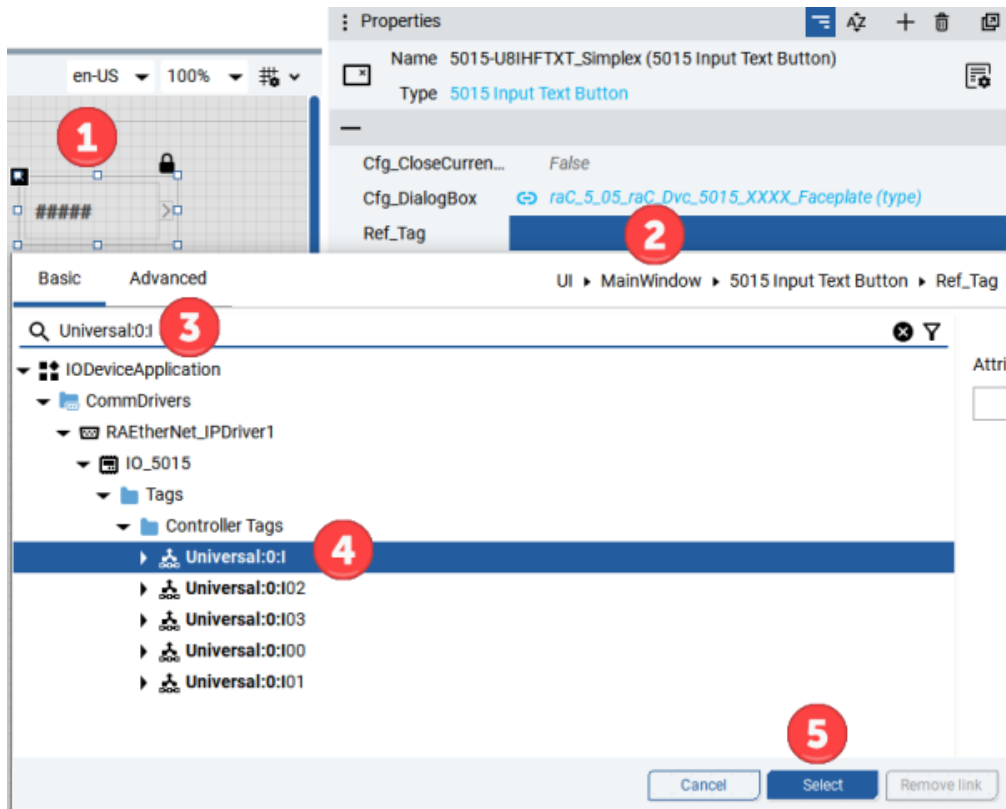 Properties
Name 5015-U8IHFTXT_Simplex (5015 Input Text Button)
Type 5015 Input Text Button
en-US 100%
1
#####
Cfg_CloseCurren... False
Cfg_DialogBox raC_5_05_raC_Dvc_5015_XXXX_Faceplate (type)
Ref_Tag
2
Basic Advanced
UI MainWindow 5015 Input Text Button Ref_Tag
Universal:0:I
3
IODeviceApplication
Attri
CommDrivers
RAEtherNet_IPDriver1
IO_5015
Tags
Controller Tags
Universal:0:I
4
Universal:0:I02
Universal:0:I03
Universal:0:I00
Universal:0:I01
5
Cancel Select Remove link